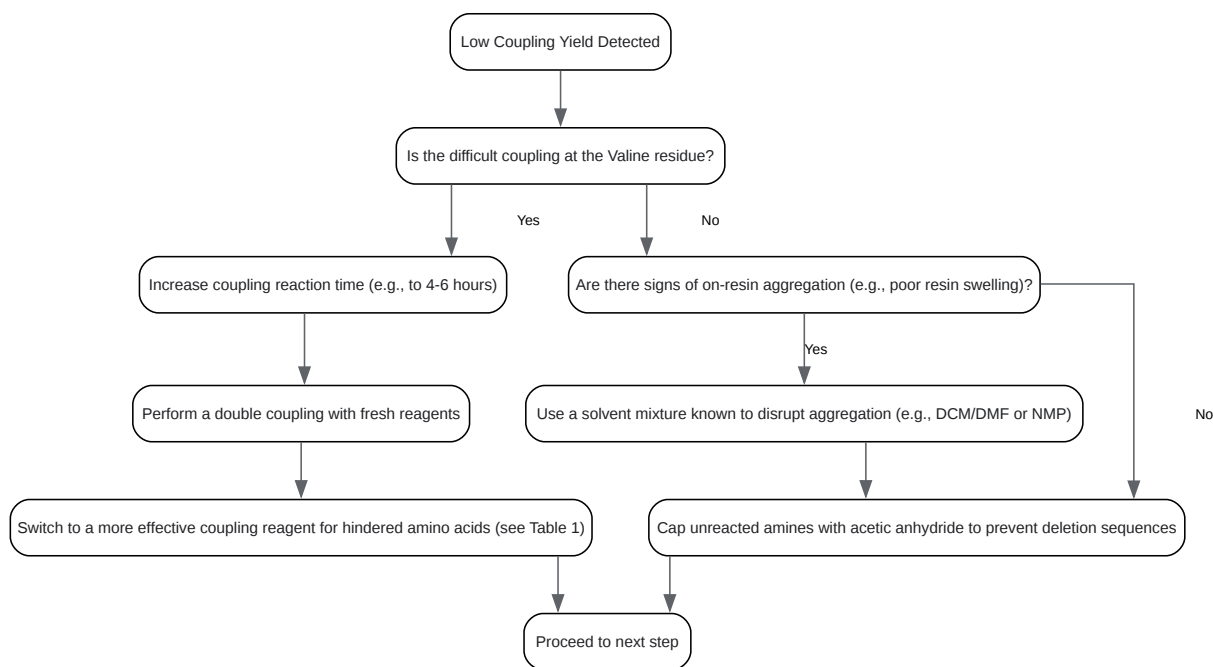 Low Coupling Yield Detected
Is the difficult coupling at the Valine residue?
Yes
No
Increase coupling reaction time (e.g., to 4-6 hours)
Are there signs of on-resin aggregation (e.g., poor resin swelling)?
Yes
Perform a double coupling with fresh reagents
Use a solvent mixture known to disrupt aggregation (e.g., DCM/DMF or NMP)
No
Switch to a more effective coupling reagent for hindered amino acids (see Table 1)
Cap unreacted amines with acetic anhydride to prevent deletion sequences
Proceed to next step